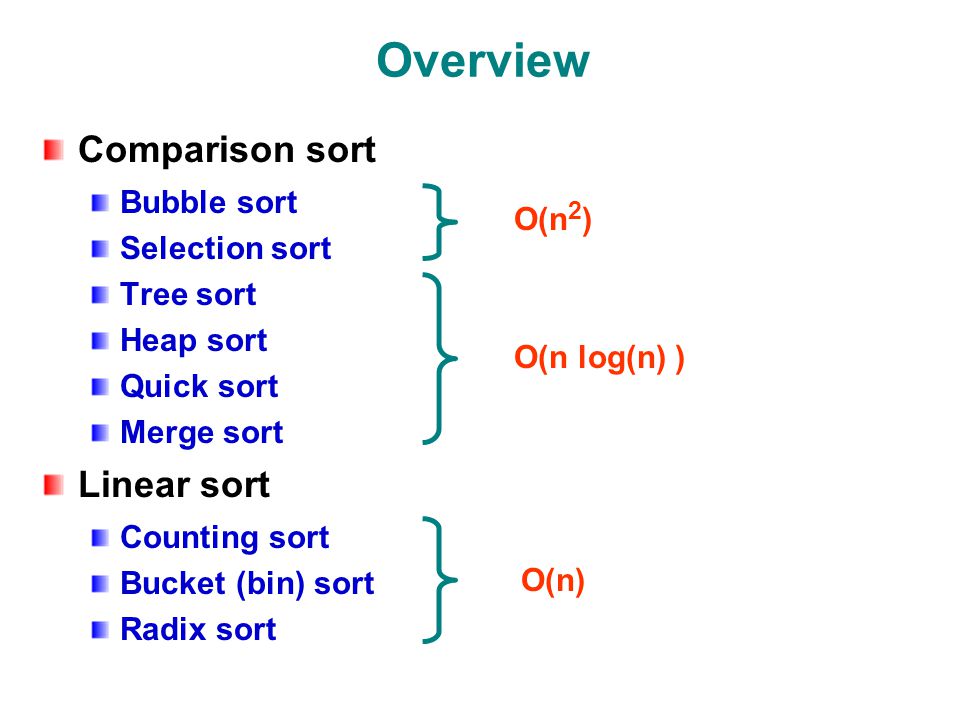 Overview
Comparison sort
Bubble sort
Selection sort
O(n²)
Tree sort
Heap sort
Quick sort
Merge sort
O(n log(n) )
Linear sort
Counting sort
Bucket (bin) sort
Radix sort
O(n)